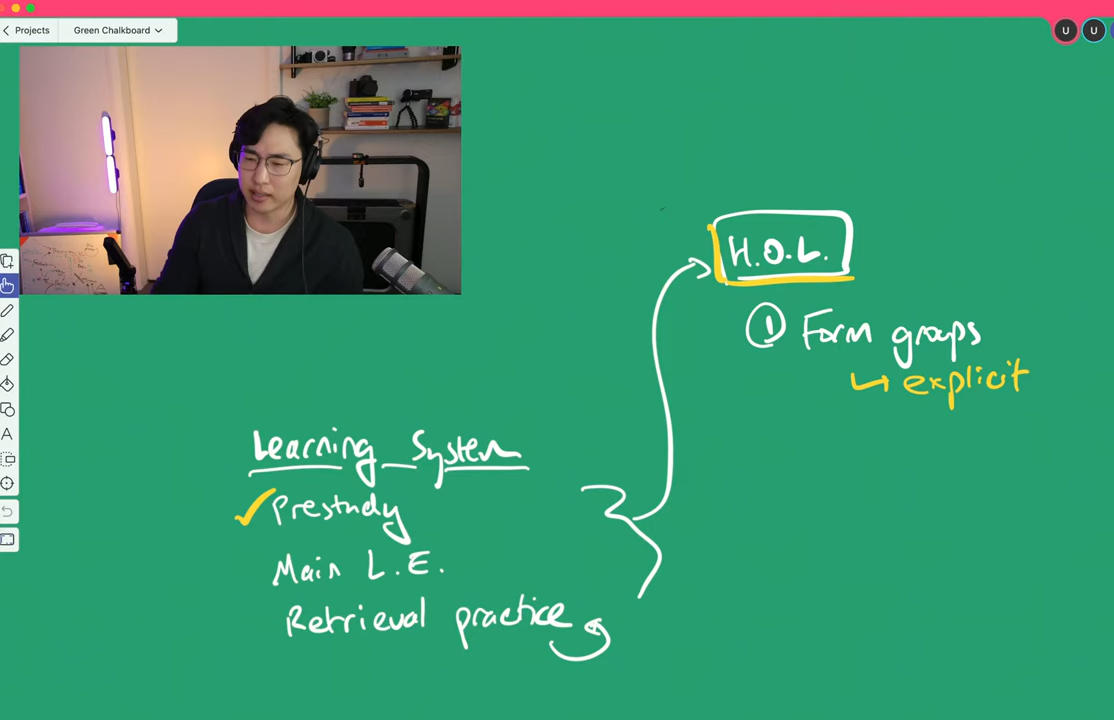 Projects
Green Chalkboard
U U
H.O.L.
① Form groups
↳ explicit
Learning System
✓ Prestudy
Main L.E.
Retrieval practice
A